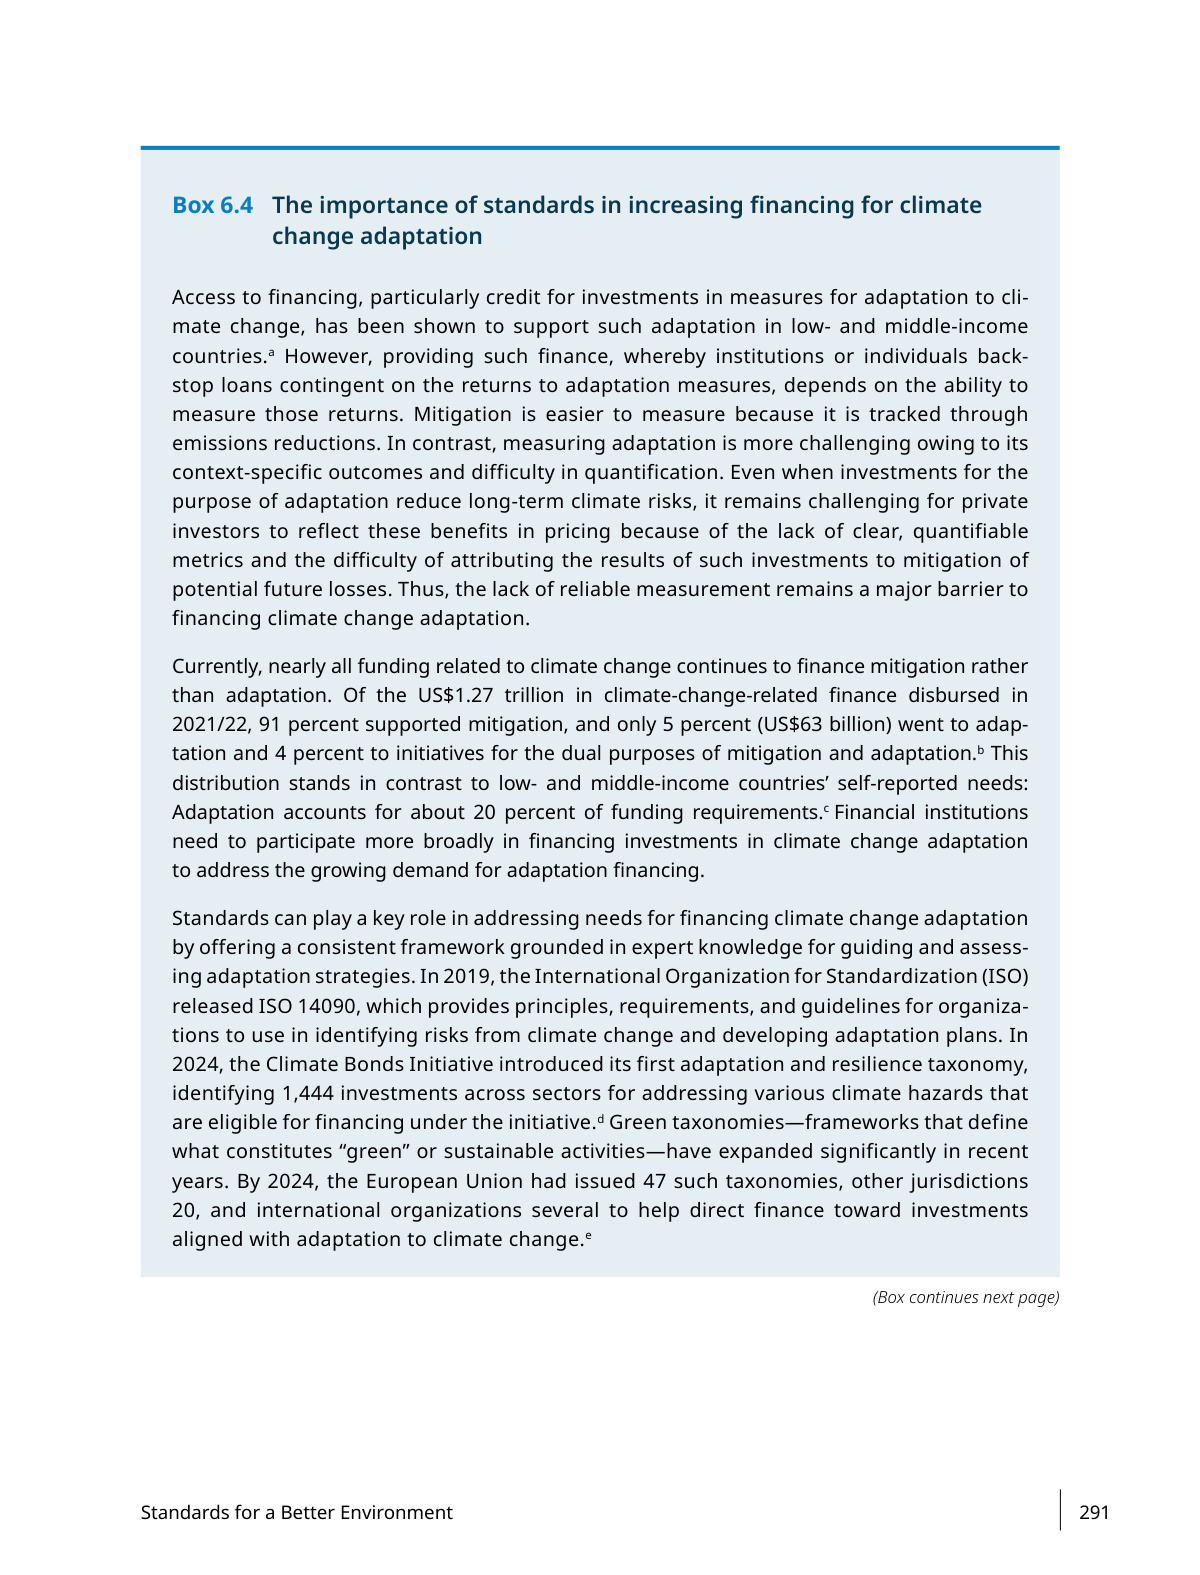 Box 6.4 The importance of standards in increasing financing for climate
change adaptation
Access to financing, particularly credit for investments in measures for adaptation to cli-
mate change, has been shown to support such adaptation in low- and middle-income
countries.ᵃ However, providing such finance, whereby institutions or individuals back-
stop loans contingent on the returns to adaptation measures, depends on the ability to
measure those returns. Mitigation is easier to measure because it is tracked through
emissions reductions. In contrast, measuring adaptation is more challenging owing to its
context-specific outcomes and difficulty in quantification. Even when investments for the
purpose of adaptation reduce long-term climate risks, it remains challenging for private
investors to reflect these benefits in pricing because of the lack of clear, quantifiable
metrics and the difficulty of attributing the results of such investments to mitigation of
potential future losses. Thus, the lack of reliable measurement remains a major barrier to
financing climate change adaptation.
Currently, nearly all funding related to climate change continues to finance mitigation rather
than adaptation. Of the US$1.27 trillion in climate-change-related finance disbursed in
2021/22, 91 percent supported mitigation, and only 5 percent (US$63 billion) went to adap-
tation and 4 percent to initiatives for the dual purposes of mitigation and adaptation.ᵇ This
distribution stands in contrast to low- and middle-income countries’ self-reported needs:
Adaptation accounts for about 20 percent of funding requirements.ᶜ Financial institutions
need to participate more broadly in financing investments in climate change adaptation
to address the growing demand for adaptation financing.
Standards can play a key role in addressing needs for financing climate change adaptation
by offering a consistent framework grounded in expert knowledge for guiding and assess-
ing adaptation strategies. In 2019, the International Organization for Standardization (ISO)
released ISO 14090, which provides principles, requirements, and guidelines for organiza-
tions to use in identifying risks from climate change and developing adaptation plans. In
2024, the Climate Bonds Initiative introduced its first adaptation and resilience taxonomy,
identifying 1,444 investments across sectors for addressing various climate hazards that
are eligible for financing under the initiative.ᵈ Green taxonomies—frameworks that define
what constitutes “green” or sustainable activities—have expanded significantly in recent
years. By 2024, the European Union had issued 47 such taxonomies, other jurisdictions
20, and international organizations several to help direct finance toward investments
aligned with adaptation to climate change.ᵉ
(Box continues next page)
Standards for a Better Environment
291